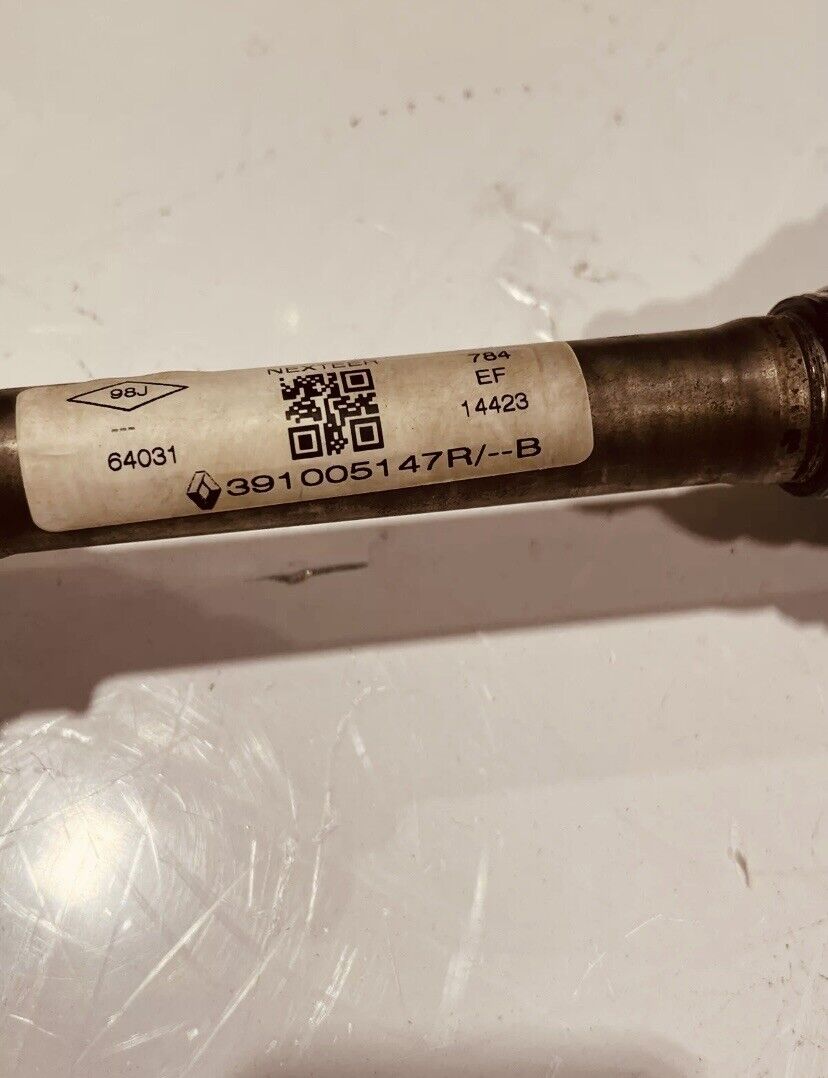 NEXTEER
784
98J
EF
14423
---
64031
391005147R/--B